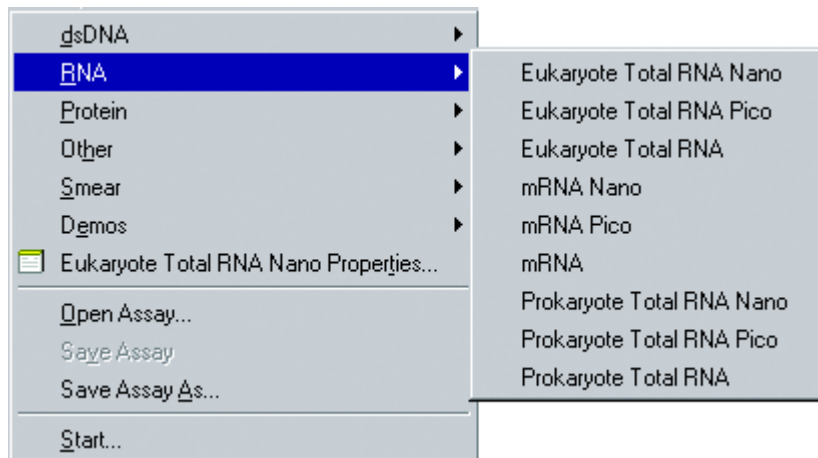 dsDNA
RNA
Protein
Other
Smear
Demos
Eukaryote Total RNA Nano Properties...
Open Assay...
Save Assay
Save Assay As...
Start...
Eukaryote Total RNA Nano
Eukaryote Total RNA Pico
Eukaryote Total RNA
mRNA Nano
mRNA Pico
mRNA
Prokaryote Total RNA Nano
Prokaryote Total RNA Pico
Prokaryote Total RNA